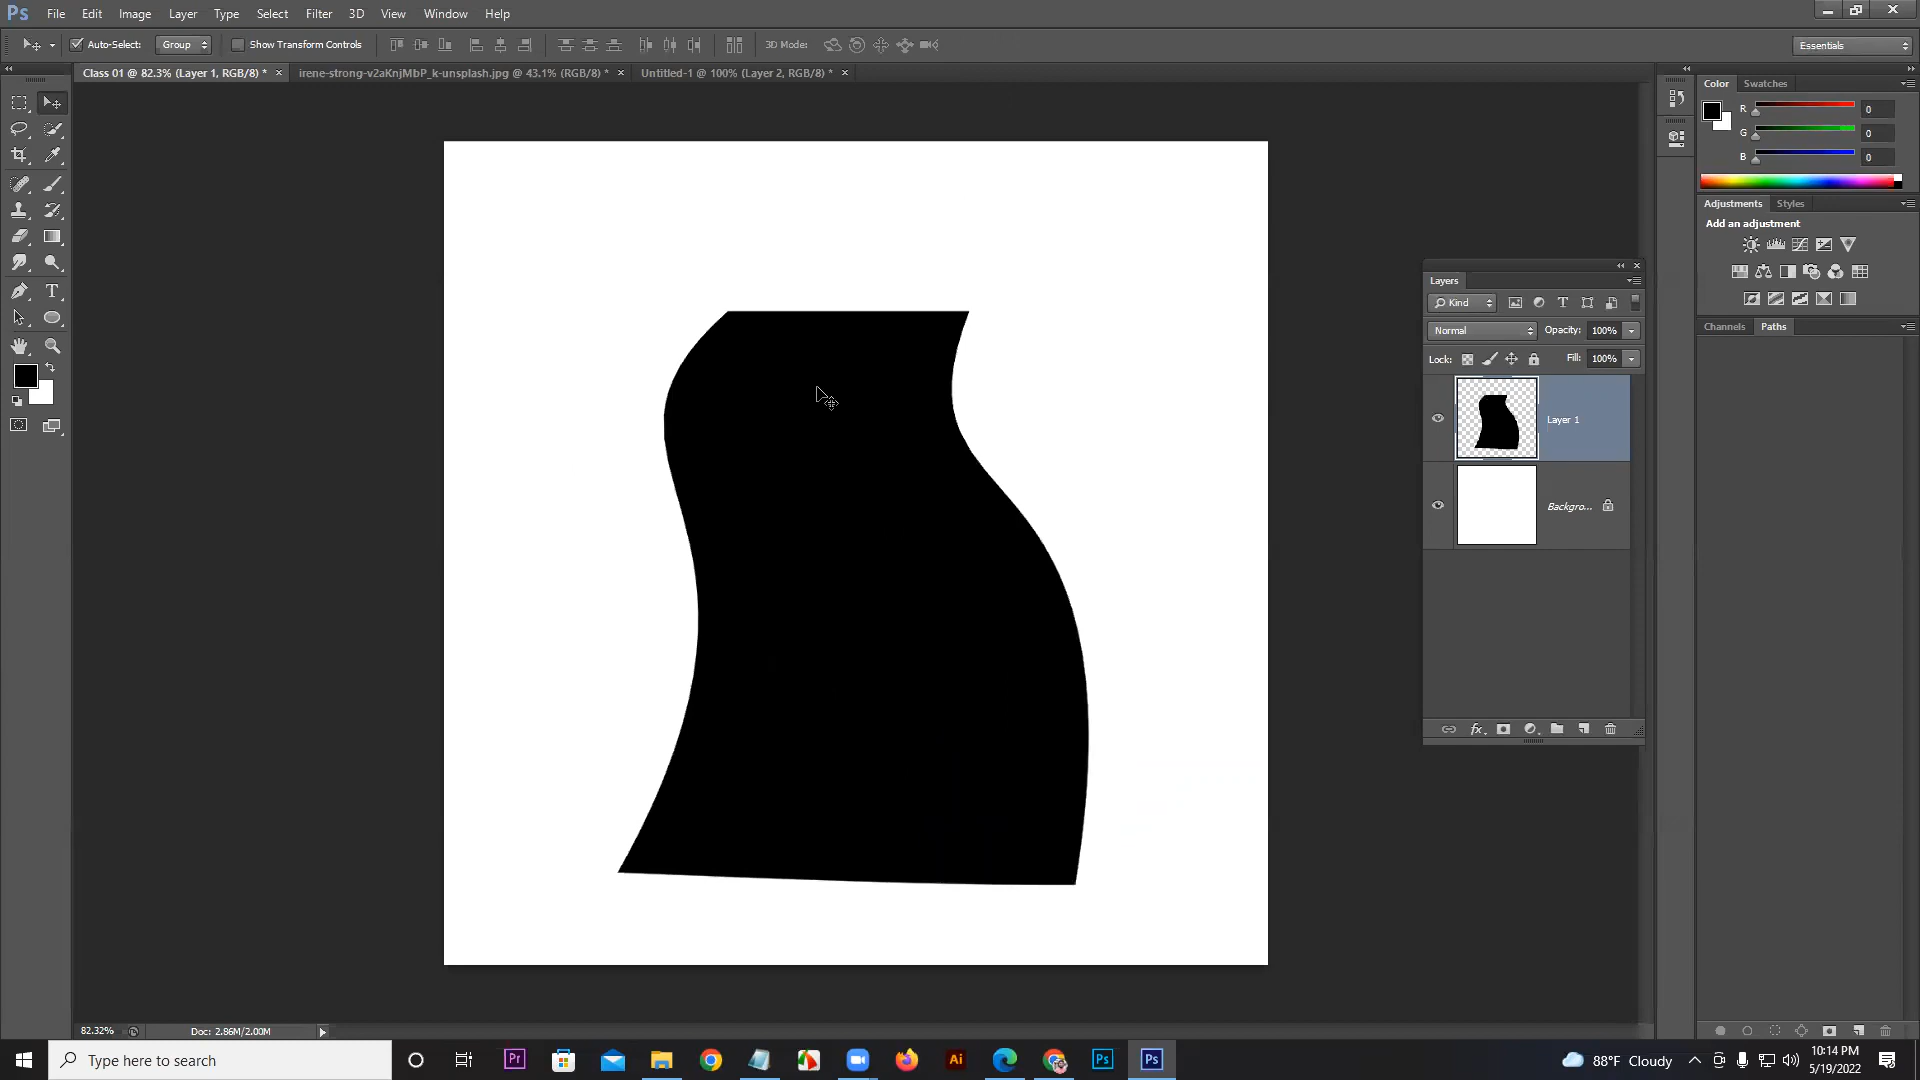 Ps File Edit Image Layer Type Select Filter 3D View Window Help
Auto-Select: Group Show Transform Controls 3D Mode: Essentials
Class 01 @ 82.3% (Layer 1, RGB/8) * × irene-strong-v2aKnjMbP_k-unsplash.jpg @ 43.1% (RGB/8) * × Untitled-1 @ 100% (Layer 2, RGB/8) * ×
Color Swatches
R 0
G 0
B 0
Adjustments Styles
Add an adjustment
Layers
Kind
Normal Opacity: 100%
Lock: Fill: 100%
Layer 1
Backgro...
Channels Paths
82.32% Doc: 2.86M/2.00M
Type here to search
Pr Ai Ps Ps
88°F Cloudy
10:14 PM
5/19/2022